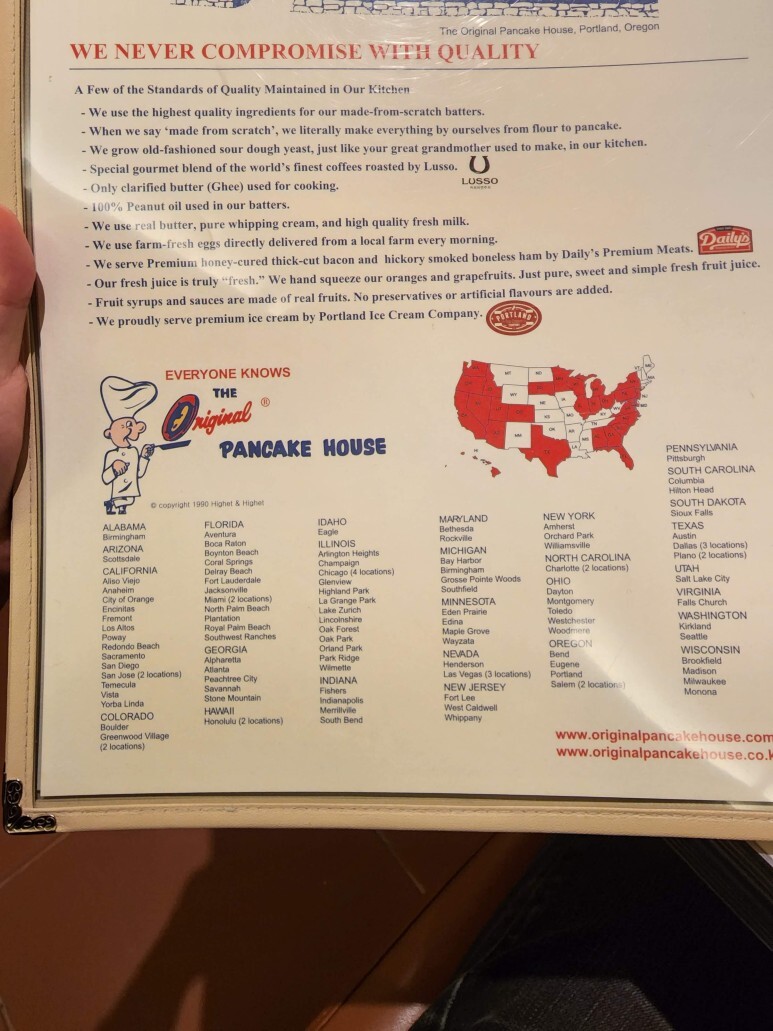 The Original Pancake House, Portland, Oregon
WE NEVER COMPROMISE WITH QUALITY
A Few of the Standards of Quality Maintained in Our Kitchen
- We use the highest quality ingredients for our made-from-scratch batters.
- When we say ‘made from scratch’, we literally make everything by ourselves from flour to pancake.
- We grow old-fashioned sour dough yeast, just like your great grandmother used to make, in our kitchen.
- Special gourmet blend of the world’s finest coffees roasted by Lusso.
LUSSO
- Only clarified butter (Ghee) used for cooking.
- 100% Peanut oil used in our batters.
- We use real butter, pure whipping cream, and high quality fresh milk.
- We use farm-fresh eggs directly delivered from a local farm every morning.
- We serve Premium honey-cured thick-cut bacon and hickory smoked boneless ham by Daily’s Premium Meats.
Daily's
- Our fresh juice is truly “fresh.” We hand squeeze our oranges and grapefruits. Just pure, sweet and simple fresh fruit juice.
- Fruit syrups and sauces are made of real fruits. No preservatives or artificial flavours are added.
- We proudly serve premium ice cream by Portland Ice Cream Company.
PORTLAND
EVERYONE KNOWS
THE
Original ®
PANCAKE HOUSE
© copyright 1990 Highet & Highet
ALABAMA
Birmingham
ARIZONA
Scottsdale
CALIFORNIA
Aliso Viejo
Anaheim
City of Orange
Encinitas
Fremont
Los Altos
Poway
Redondo Beach
Sacramento
San Diego
San Jose (2 locations)
Temecula
Vista
Yorba Linda
COLORADO
Boulder
Greenwood Village
(2 locations)
FLORIDA
Aventura
Boca Raton
Boynton Beach
Coral Springs
Delray Beach
Fort Lauderdale
Jacksonville
Miami (2 locations)
North Palm Beach
Plantation
Royal Palm Beach
Southwest Ranches
GEORGIA
Alpharetta
Atlanta
Peachtree City
Savannah
Stone Mountain
HAWAII
Honolulu (2 locations)
IDAHO
Eagle
ILLINOIS
Arlington Heights
Champaign
Chicago (4 locations)
Glenview
Highland Park
La Grange Park
Lake Zurich
Lincolnshire
Oak Forest
Oak Park
Orland Park
Park Ridge
Wilmette
INDIANA
Fishers
Indianapolis
Merrillville
South Bend
MARYLAND
Bethesda
Rockville
MICHIGAN
Bay Harbor
Birmingham
Grosse Pointe Woods
Southfield
MINNESOTA
Eden Prairie
Edina
Maple Grove
Wayzata
NEVADA
Henderson
Las Vegas (3 locations)
NEW JERSEY
Fort Lee
West Caldwell
Whippany
NEW YORK
Amherst
Orchard Park
Williamsville
NORTH CAROLINA
Charlotte (2 locations)
OHIO
Dayton
Montgomery
Toledo
Westchester
Woodmere
OREGON
Bend
Eugene
Portland
Salem (2 locations)
PENNSYLVANIA
Pittsburgh
SOUTH CAROLINA
Columbia
Hilton Head
SOUTH DAKOTA
Sioux Falls
TEXAS
Austin
Dallas (3 locations)
Plano (2 locations)
UTAH
Salt Lake City
VIRGINIA
Falls Church
WASHINGTON
Kirkland
Seattle
WISCONSIN
Brookfield
Madison
Milwaukee
Monona
www.originalpancakehouse.com
www.originalpancakehouse.co.k